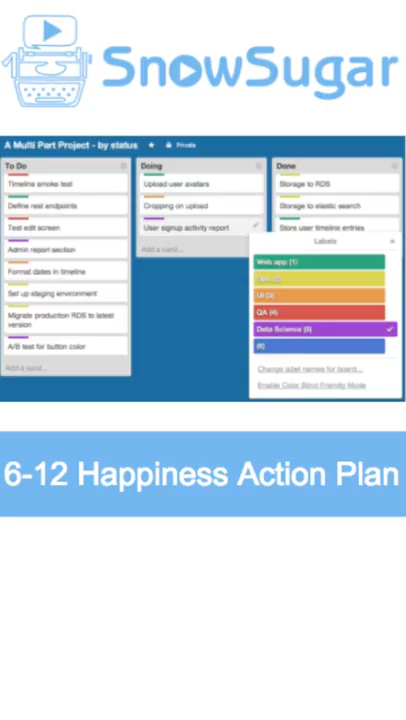 SnowSugar
A Multi Part Project - by status
Private
To Do
Timeline smoke test
Define rest endpoints
Test edit screen
Admin report section
Format dates in timeline
Set up staging environment
Migrate production RDS to latest
version
A/B test for button color
Add a card...
Doing
Upload user avatars
Cropping on upload
User signup activity report
Add a card...
Done
Storage to RDS
Storage to elastic search
Store user timeline entries
Labels
Web app (1)
UI (3)
QA (4)
Data Science (5)
(6)
Change label names for board...
Enable Color Blind Friendly Mode
6-12 Happiness Action Plan